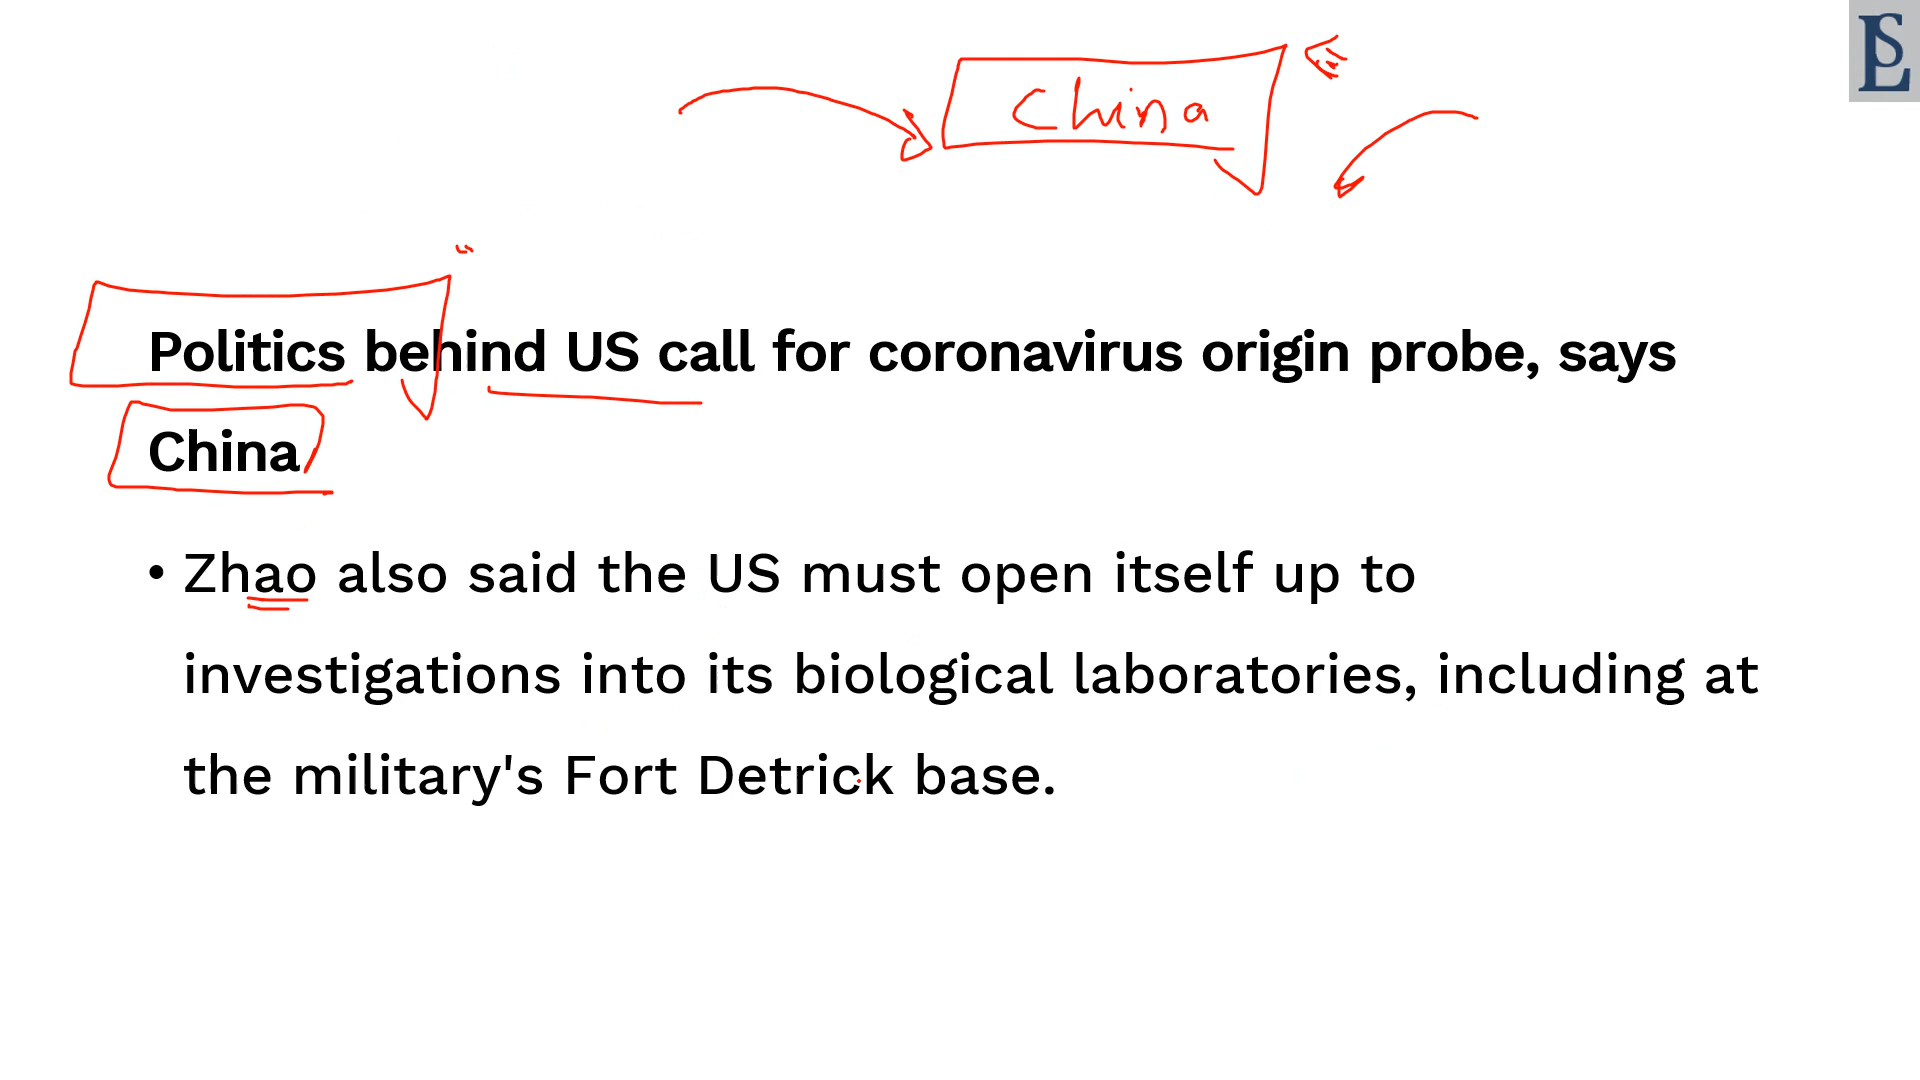 China
Politics behind US call for coronavirus origin probe, says
China
• Zhao also said the US must open itself up to
investigations into its biological laboratories, including at
the military's Fort Detrick base.